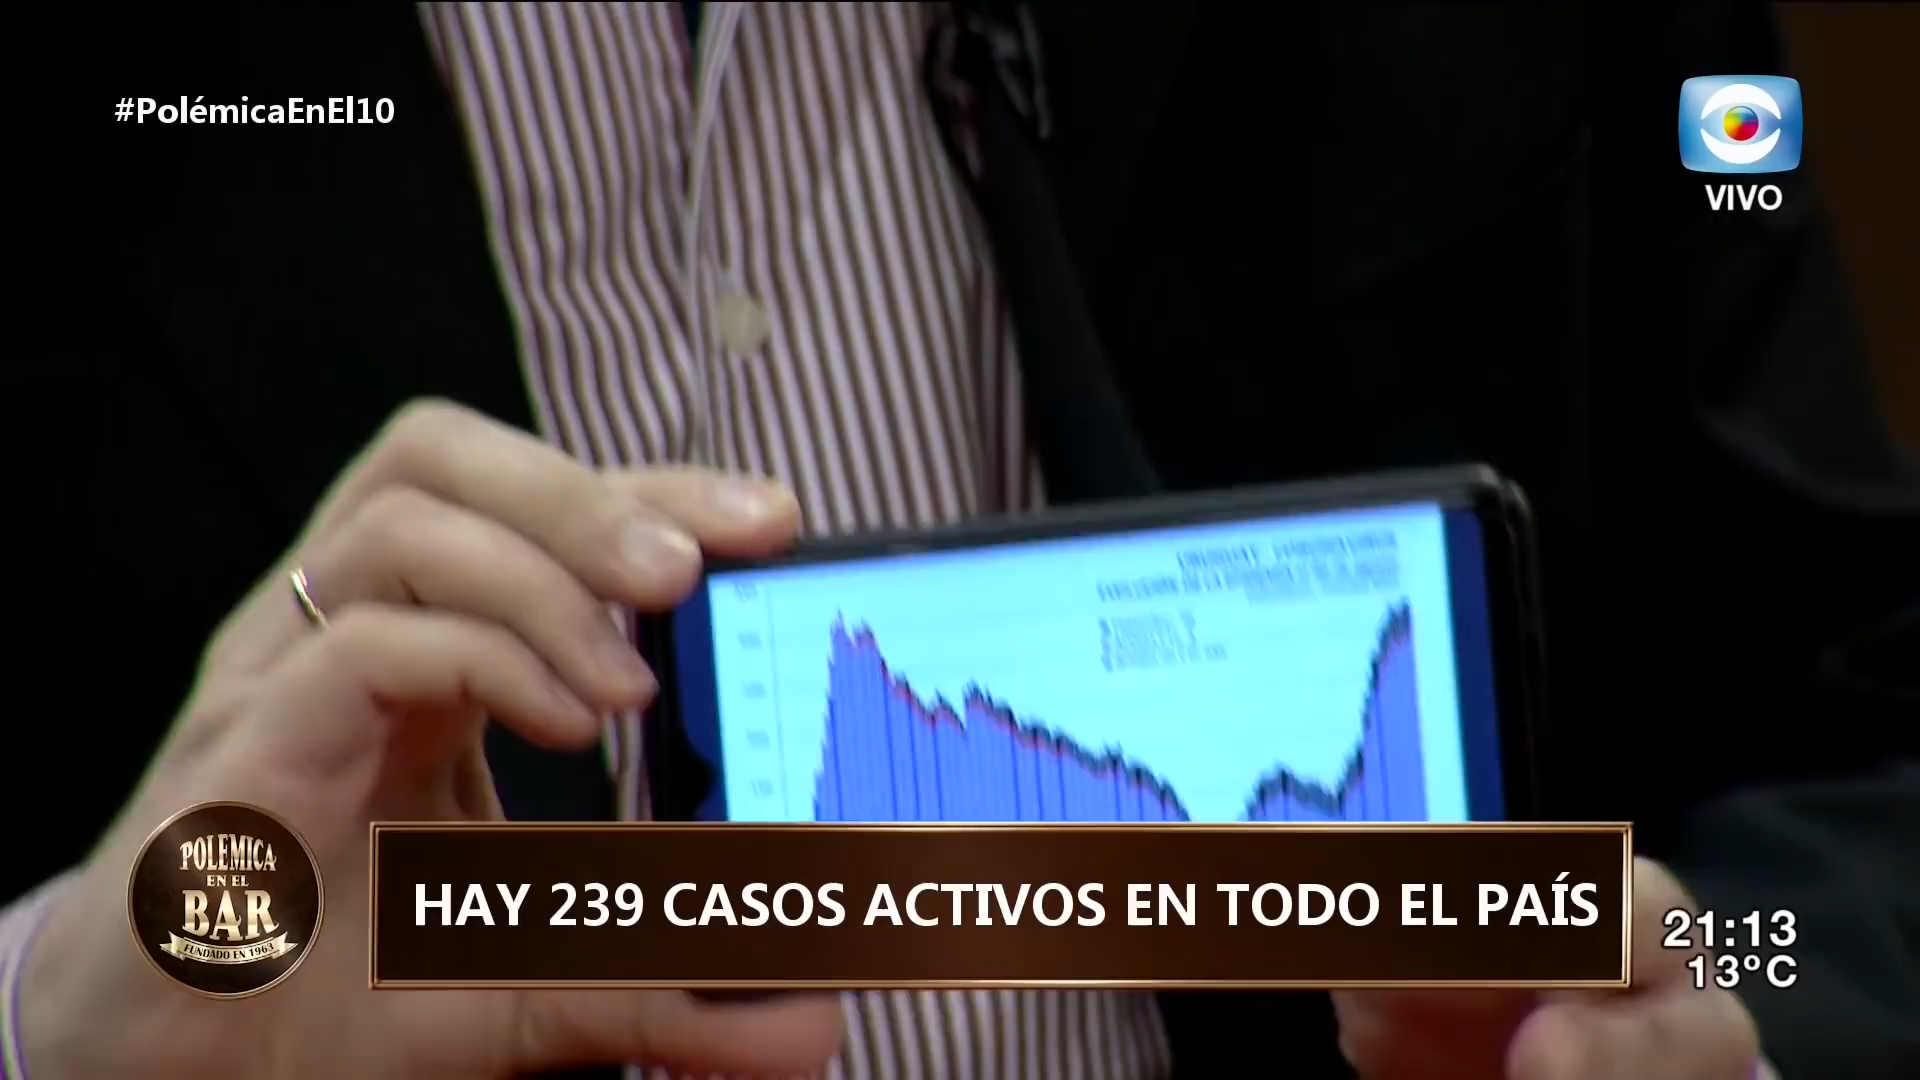 #PolémicaEnEl10
VIVO
POLEMICA
EN EL
BAR
FUNDADO EN 1963
HAY 239 CASOS ACTIVOS EN TODO EL PAÍS
21:13
13°C